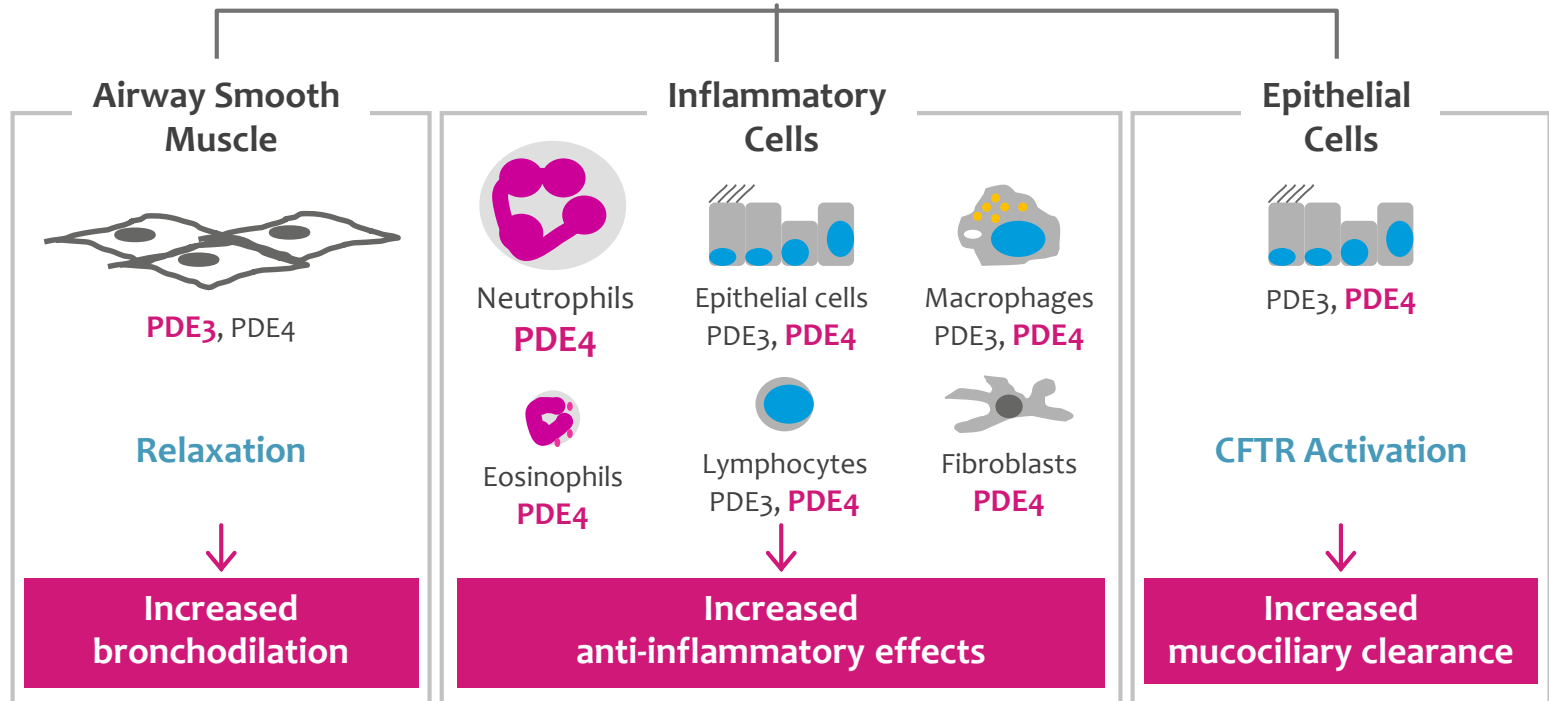 Airway Smooth
Muscle
PDE3, PDE4
Relaxation
Increased
bronchodilation
Inflammatory
Cells
Neutrophils
PDE4
Epithelial cells
PDE3, PDE4
Macrophages
PDE3, PDE4
Eosinophils
PDE4
Lymphocytes
PDE3, PDE4
Fibroblasts
PDE4
Increased
anti-inflammatory effects
Epithelial
Cells
PDE3, PDE4
CFTR Activation
Increased
mucociliary clearance